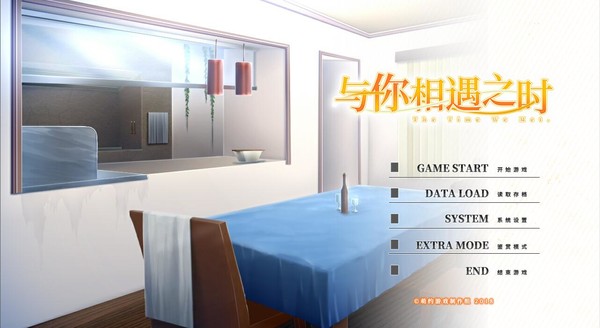 与你相遇之时
The Time We Met.
GAME START 开始游戏
DATA LOAD 读取存档
SYSTEM 系统设置
EXTRA MODE 鉴赏模式
END 结束游戏
2018